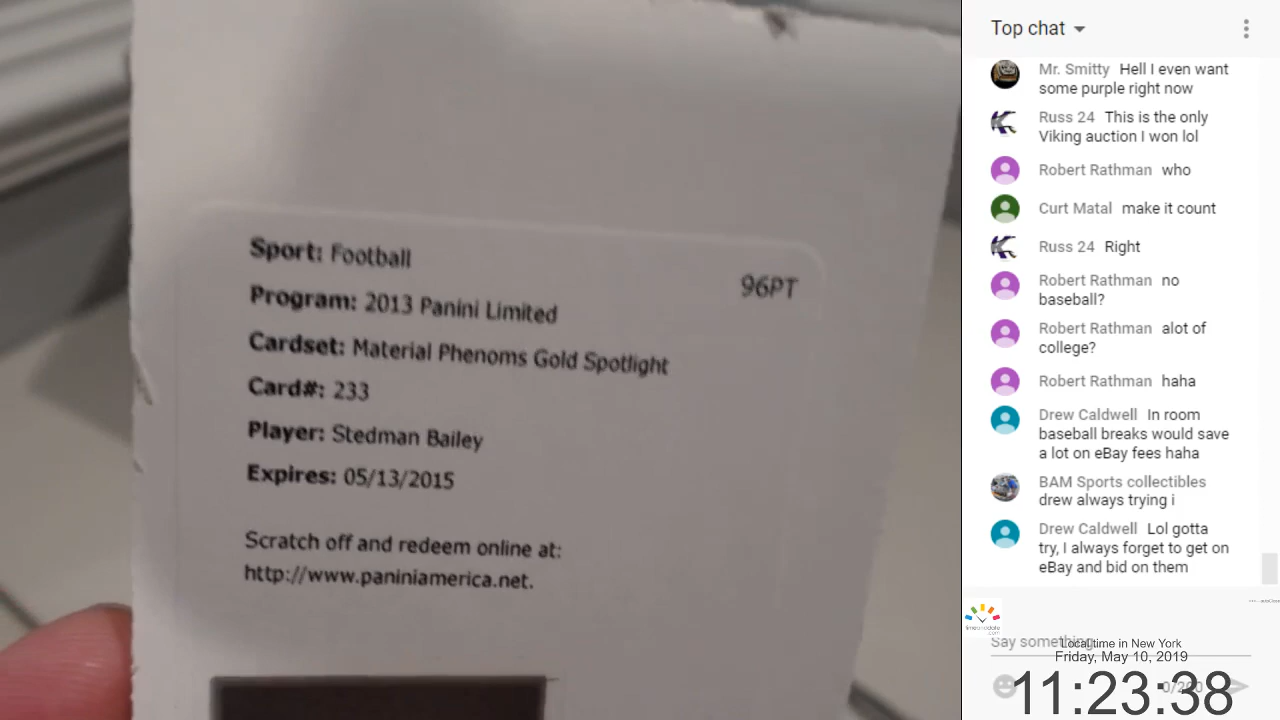 Sport: Football
96PT
Program: 2013 Panini Limited
Cardset: Material Phenoms Gold Spotlight
Card#: 233
Player: Stedman Bailey
Expires: 05/13/2015
Scratch off and redeem online at:
http://www.paniniamerica.net.
Top chat
Mr. Smitty Hell I even want
some purple right now
Russ 24 This is the only
Viking auction I won lol
Robert Rathman who
Curt Matal make it count
Russ 24 Right
Robert Rathman no
baseball?
Robert Rathman alot of
college?
Robert Rathman haha
Drew Caldwell In room
baseball breaks would save
a lot on eBay fees haha
BAM Sports collectibles
drew always trying i
Drew Caldwell Lol gotta
try, I always forget to get on
eBay and bid on them
Say something...
Local time in New York
Friday, May 10, 2019
11:23:38